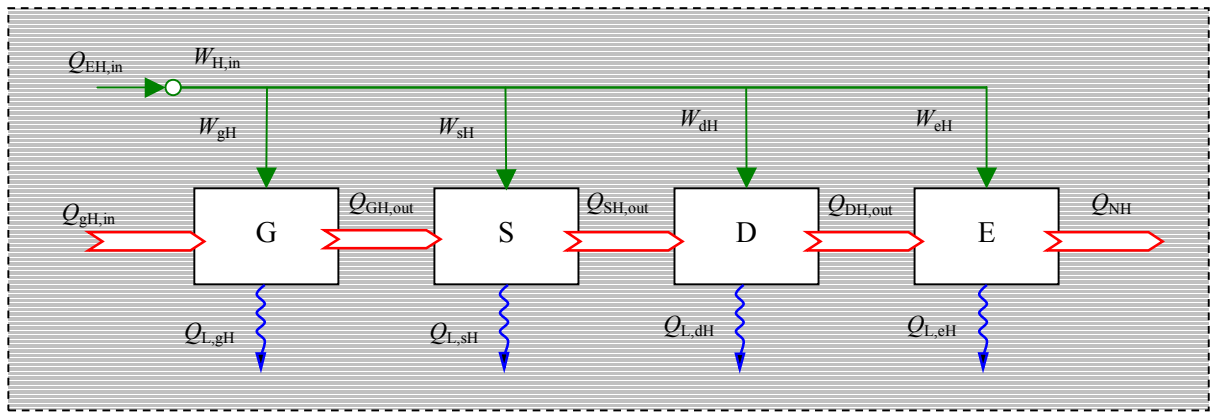 Q_EH,in W_H,in
W_gH W_sH W_dH W_eH
Q_gH,in G Q_GH,out S Q_SH,out D Q_DH,out E Q_NH
Q_L,gH Q_L,sH Q_L,dH Q_L,eH